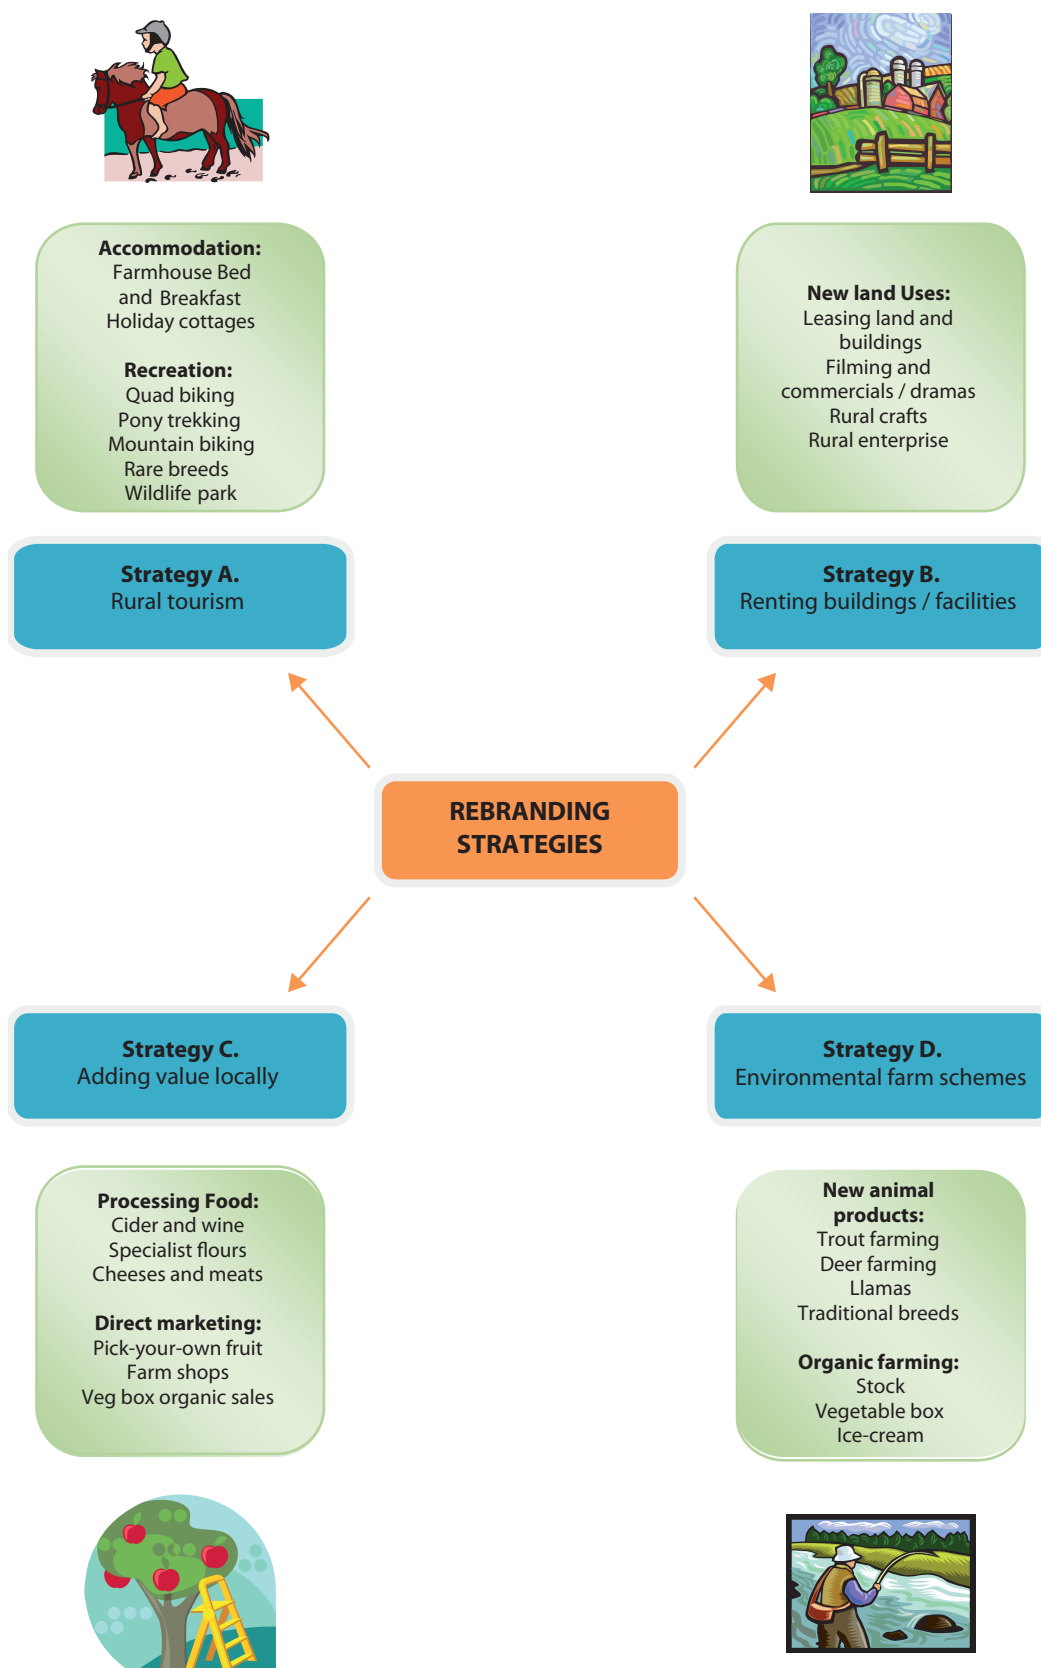 Accommodation:
Farmhouse Bed
and Breakfast
Holiday cottages
Recreation:
Quad biking
Pony trekking
Mountain biking
Rare breeds
Wildlife park
New land Uses:
Leasing land and
buildings
Filming and
commercials / dramas
Rural crafts
Rural enterprise
Strategy A.
Rural tourism
Strategy B.
Renting buildings / facilities
REBRANDING
STRATEGIES
Strategy C.
Adding value locally
Strategy D.
Environmental farm schemes
Processing Food:
Cider and wine
Specialist flours
Cheeses and meats
Direct marketing:
Pick-your-own fruit
Farm shops
Veg box organic sales
New animal
products:
Trout farming
Deer farming
Llamas
Traditional breeds
Organic farming:
Stock
Vegetable box
Ice-cream